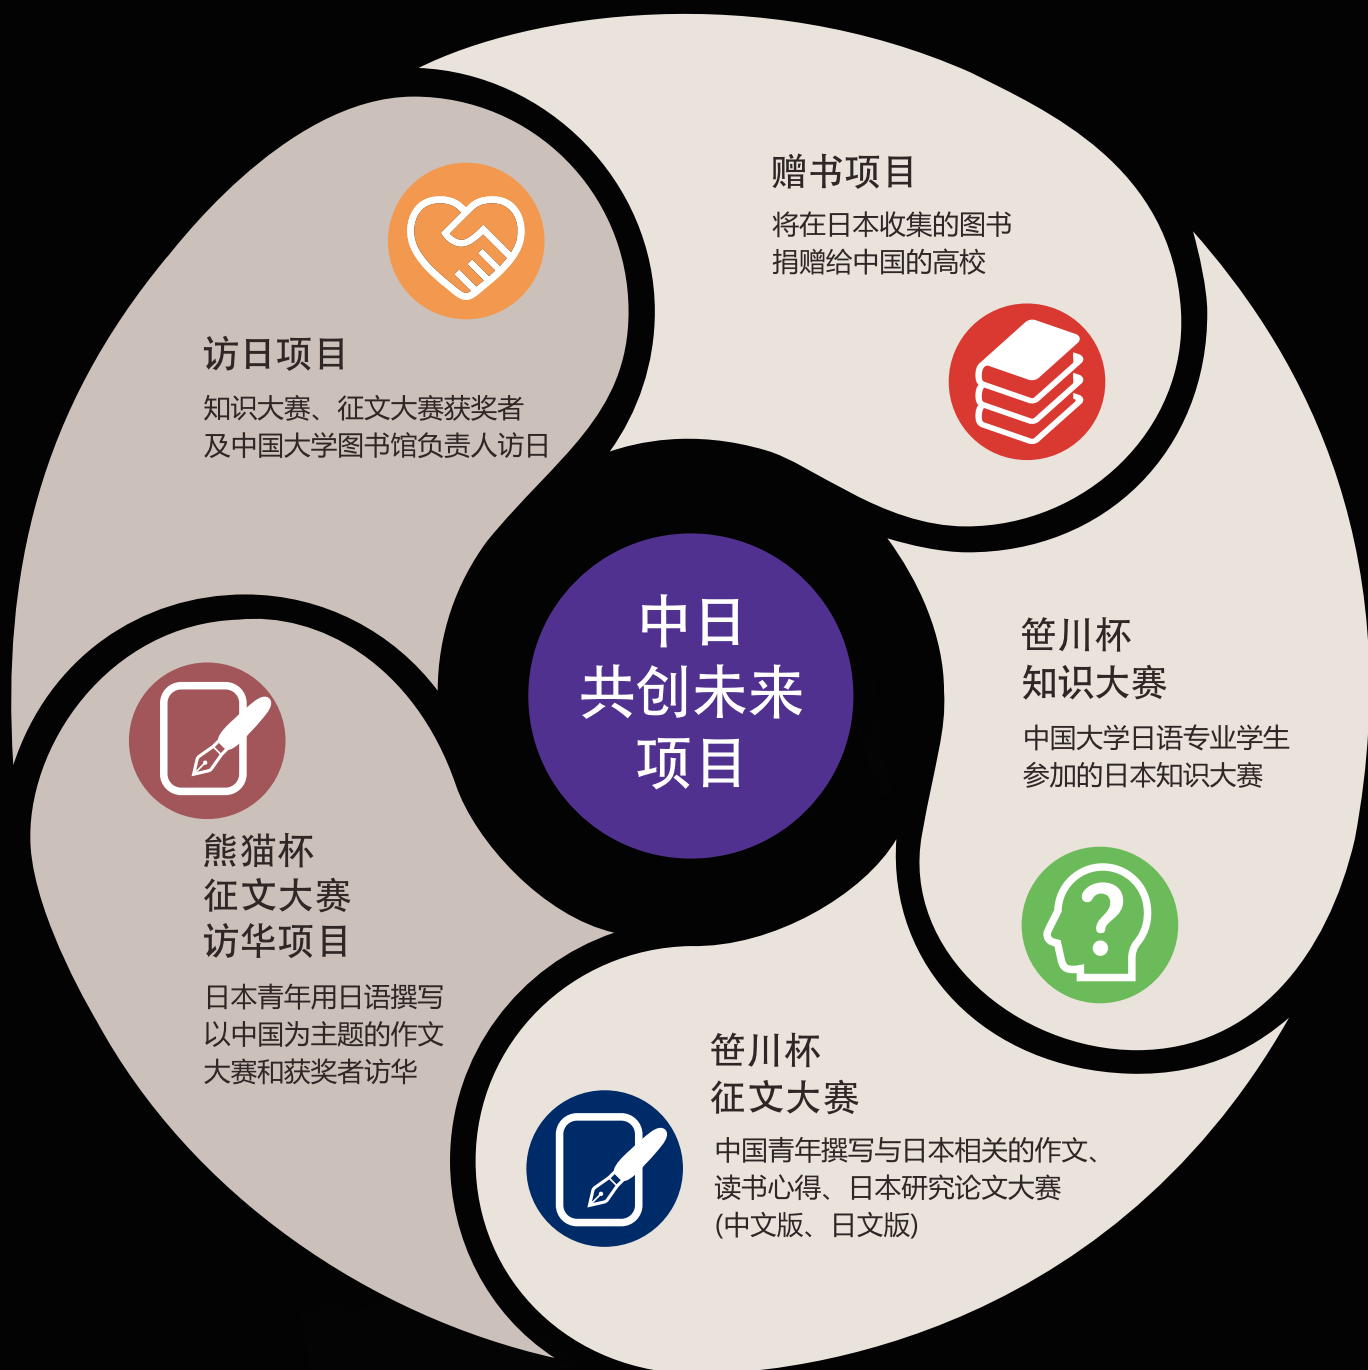 赠书项目
将在日本收集的图书
捐赠给中国的高校
访日项目
知识大赛、征文大赛获奖者
及中国大学图书馆负责人访日
中日
共创未来
项目
笹川杯
知识大赛
中国大学日语专业学生
参加的日本知识大赛
熊猫杯
征文大赛
访华项目
日本青年用日语撰写
以中国为主题的作文
大赛和获奖者访华
笹川杯
征文大赛
中国青年撰写与日本相关的作文、
读书心得、日本研究论文大赛
(中文版、日文版)